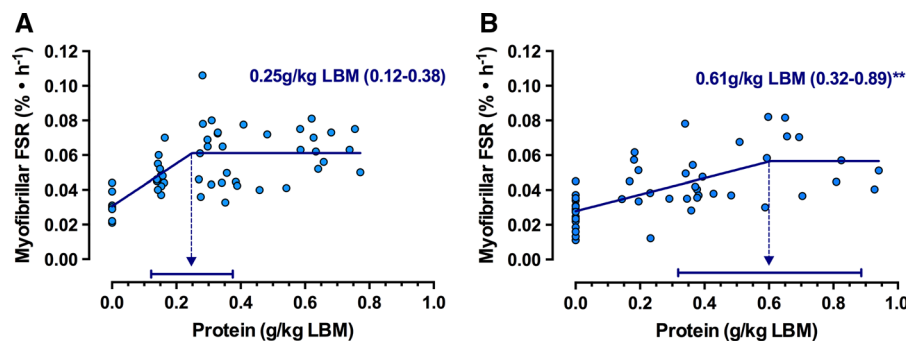 A
Myofibrillar FSR (% • h-1)
0.12
0.10
0.08
0.06
0.04
0.02
0.00
0.25g/kg LBM (0.12-0.38)
0.0 0.2 0.4 0.6 0.8 1.0
Protein (g/kg LBM)
B
Myofibrillar FSR (% • h-1)
0.12
0.10
0.08
0.06
0.04
0.02
0.00
0.61g/kg LBM (0.32-0.89)**
0.0 0.2 0.4 0.6 0.8 1.0
Protein (g/kg LBM)